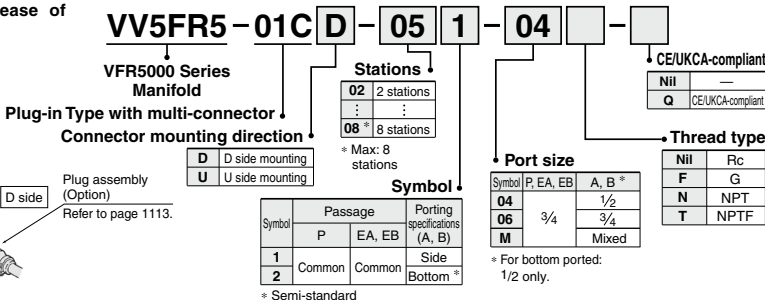 ease of
VV5FR5-01C D-05 1-04 -
VFR5000 Series
Manifold
Plug-in Type with multi-connector
Connector mounting direction
D D side mounting
U U side mounting
D side
Plug assembly
(Option)
Refer to page 1113.
Stations
02 2 stations
⋮ ⋮
08 * 8 stations
* Max: 8
stations
Symbol
Symbol Passage Porting specifications (A, B)
P EA, EB
1 Common Common Side
2 Bottom *
* Semi-standard
Port size
Symbol P, EA, EB A, B *
04 3/4 1/2
06 3/4
M Mixed
* For bottom ported:
1/2 only.
CE/UKCA-compliant
Nil —
Q CE/UKCA-compliant
Thread type
Nil Rc
F G
N NPT
T NPTF